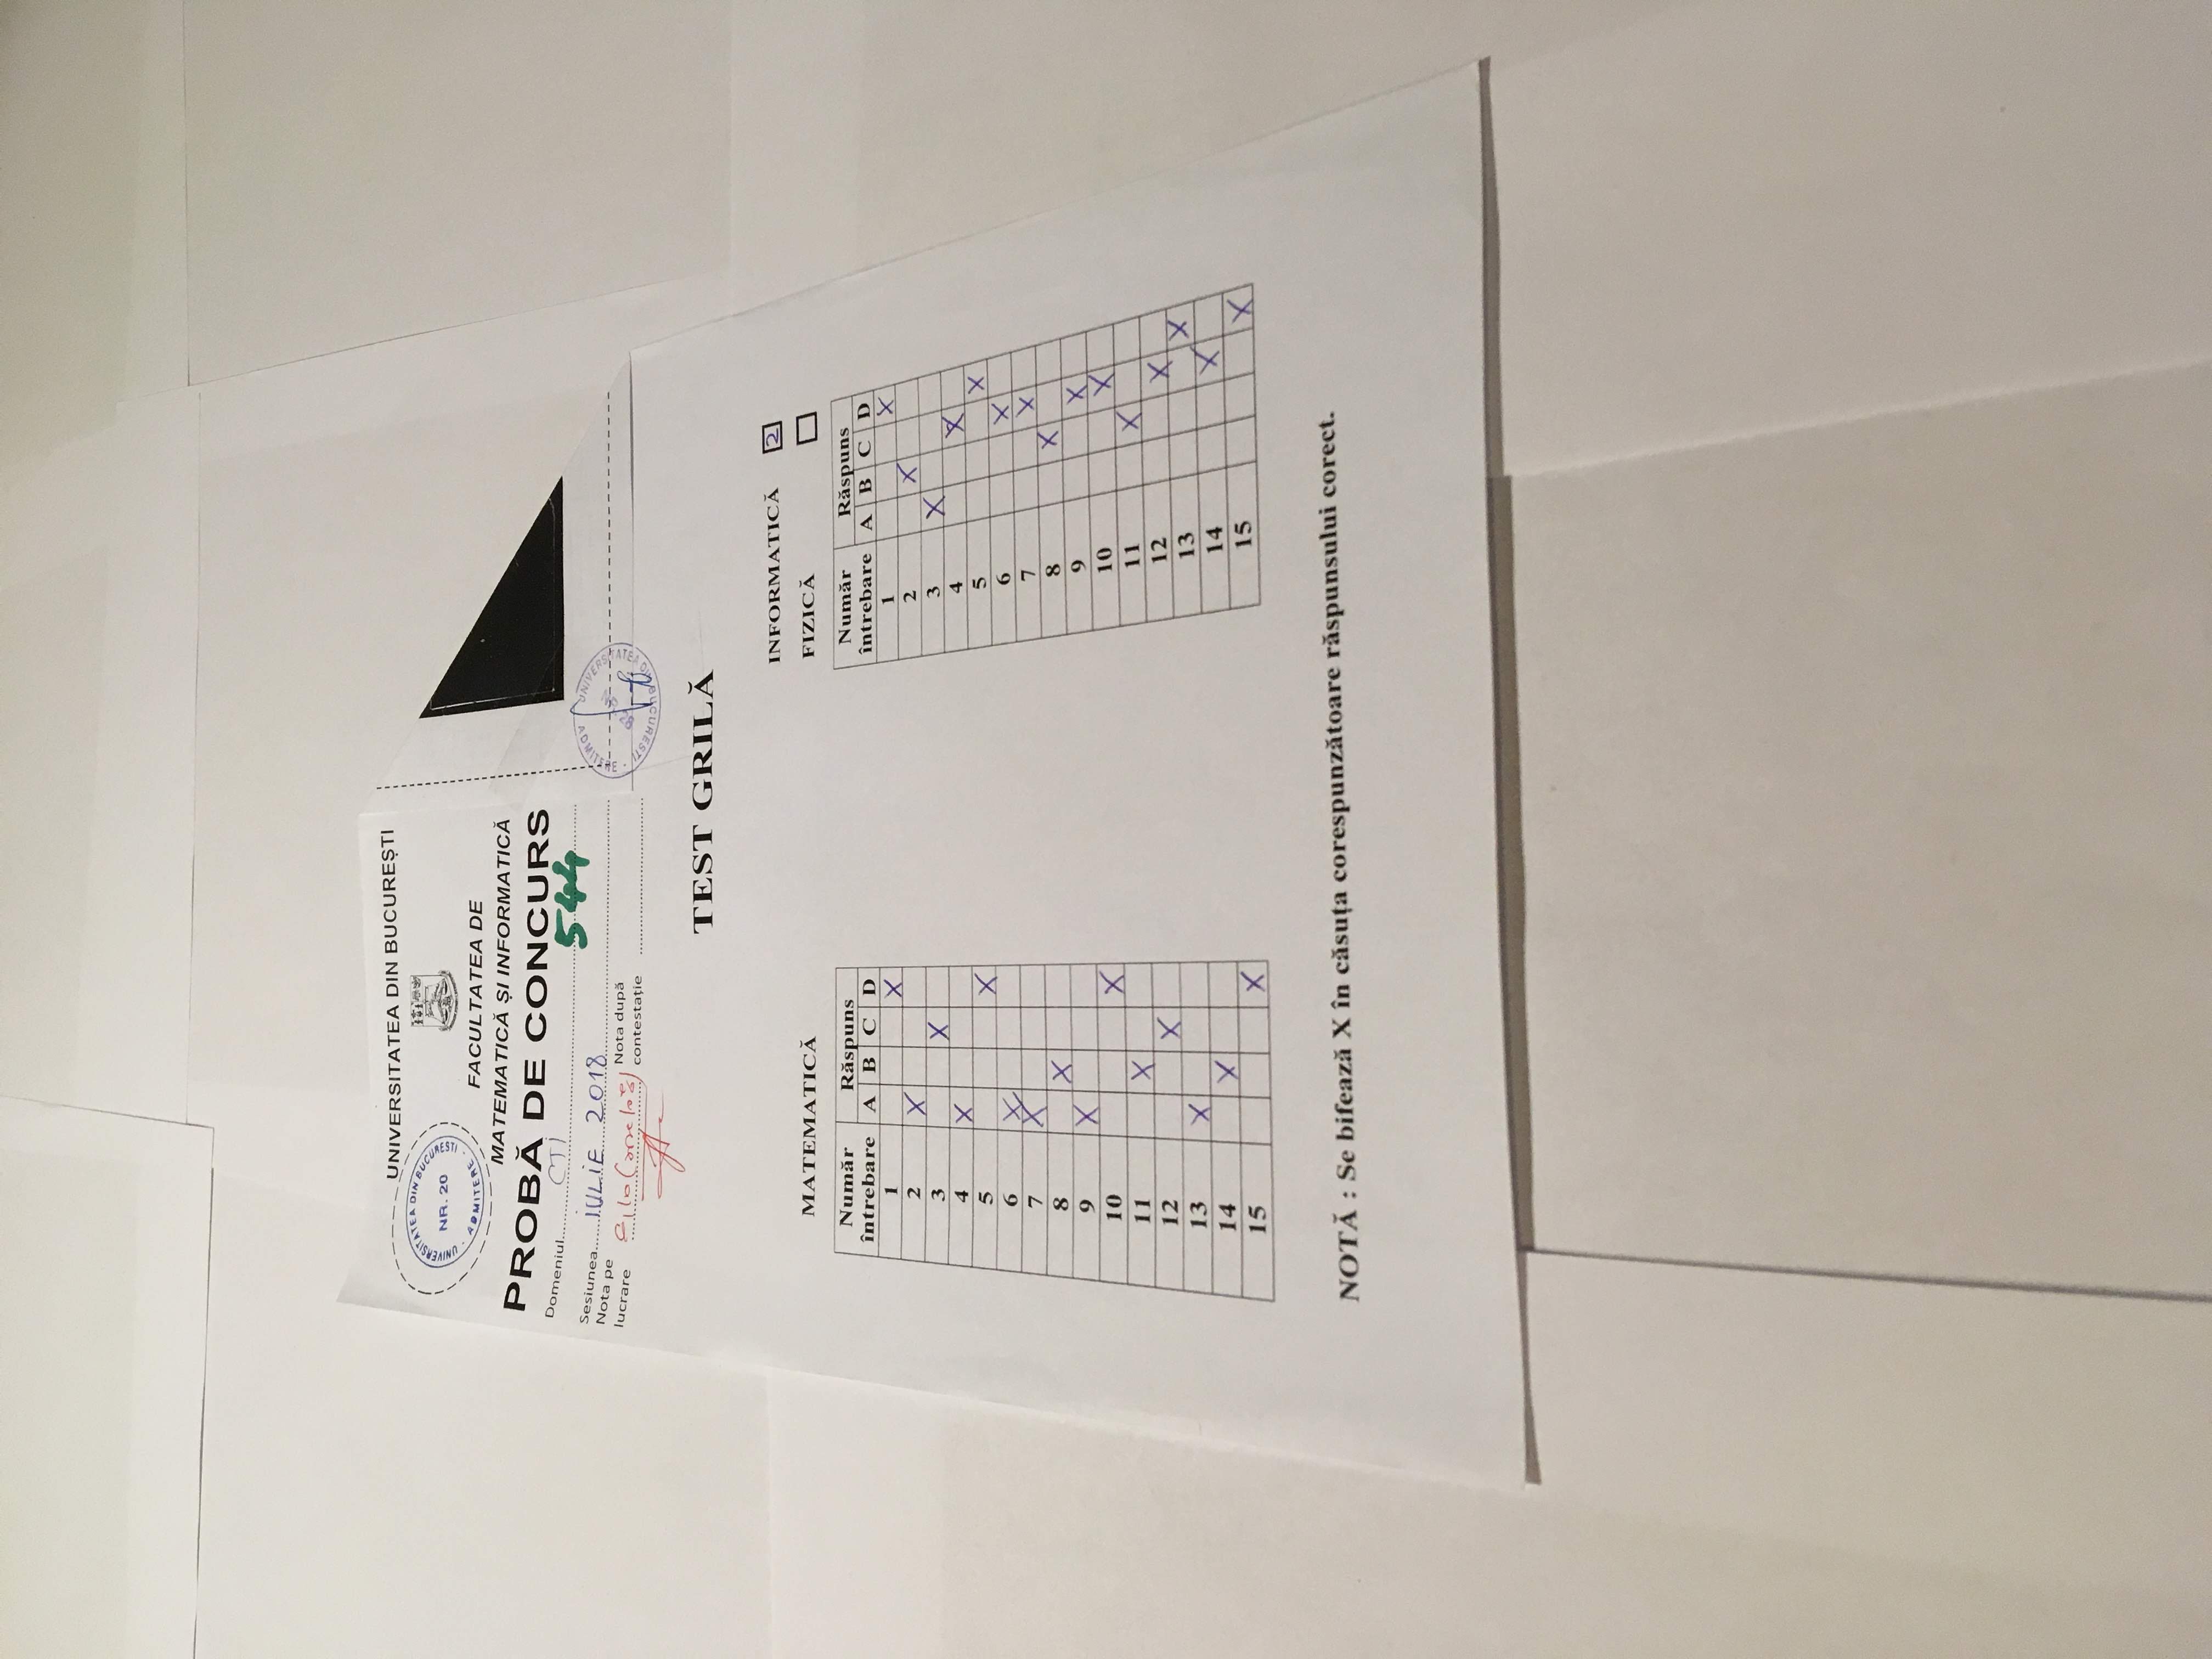 UNIVERSITATEA DIN BUCUREȘTI
UNIVERSITATEA DIN BUCUREȘTI
NR. 20
ADMITERE
FACULTATEA DE
MATEMATICĂ ȘI INFORMATICĂ
PROBĂ DE CONCURS
Domeniul CTI
544
Sesiunea IULIE 2018
Nota pe
lucrare
Nota după
contestație
UNIVERSITATEA DIN BUCUREȘTI
ADMITERE
TEST GRILĂ
INFORMATICĂ 2
FIZICĂ
MATEMATICĂ
Număr Răspuns
întrebare A B C D
1 X
2 X
3 X
4 X
5 X
6 X
7 X
8 X
9 X
10 X
11 X
12 X
13 X
14 X
15 X
Număr Răspuns
întrebare A B C D
1 X
2 X
3 X
4 X
5 X
6 X
7 X
8 X
9 X
10 X
11 X
12 X
13 X
14 X
15 X
NOTĂ : Se bifează X în căsuța corespunzătoare răspunsului corect.